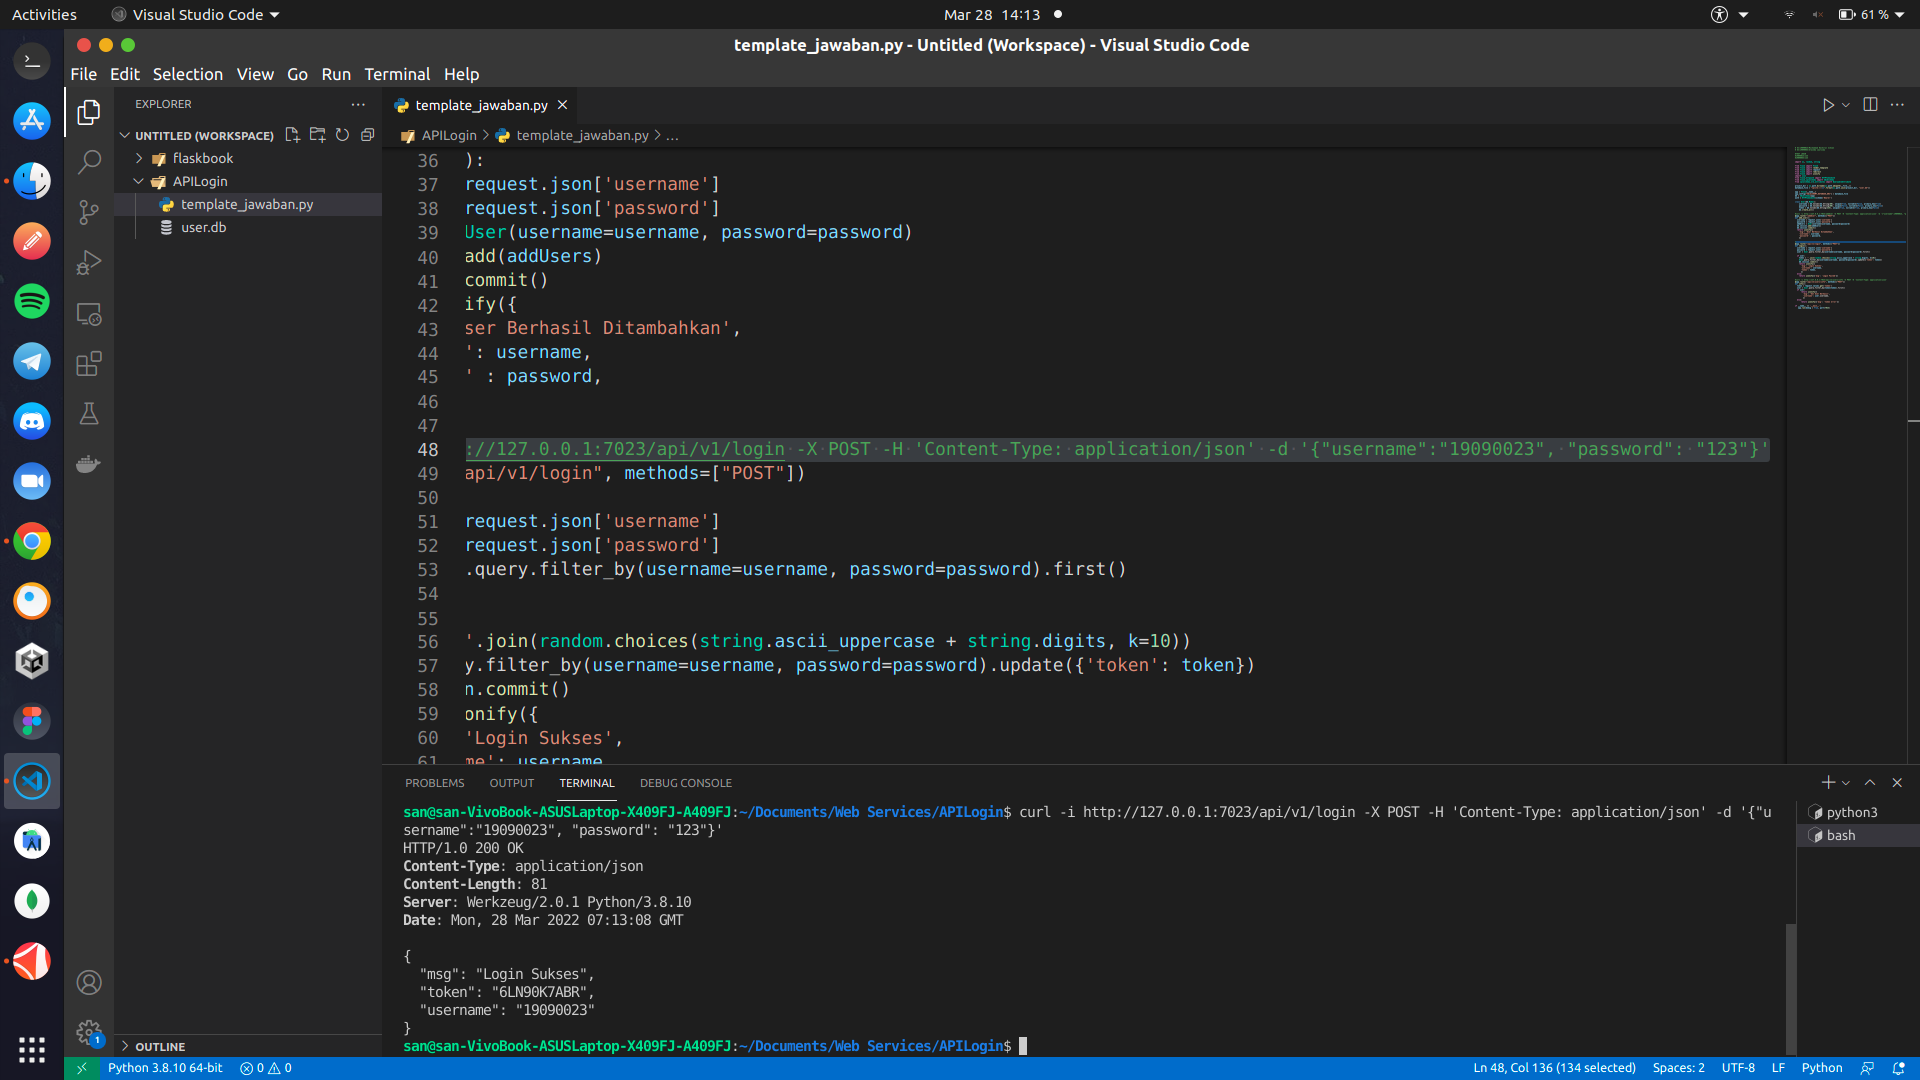 Activities
Visual Studio Code
Mar 28 14:13
61 %
template_jawaban.py - Untitled (Workspace) - Visual Studio Code
File Edit Selection View Go Run Terminal Help
EXPLORER
UNTITLED (WORKSPACE)
flaskbook
APILogin
template_jawaban.py
user.db
OUTLINE
template_jawaban.py
APILogin > template_jawaban.py > ...
36 ):
37 request.json['username']
38 request.json['password']
39 User(username=username, password=password)
40 add(addUsers)
41 commit()
42 ify({
43 ser Berhasil Ditambahkan',
44 ': username,
45 ' : password,
46
47
48 ://127.0.0.1:7023/api/v1/login -X POST -H 'Content-Type: application/json' -d '{"username":"19090023", "password": "123"}'
49 api/v1/login", methods=["POST"])
50
51 request.json['username']
52 request.json['password']
53 .query.filter_by(username=username, password=password).first()
54
55
56 '.join(random.choices(string.ascii_uppercase + string.digits, k=10))
57 y.filter_by(username=username, password=password).update({'token': token})
58 n.commit()
59 onify({
60 'Login Sukses',
61 me': username
PROBLEMS OUTPUT TERMINAL DEBUG CONSOLE
san@san-VivoBook-ASUSLaptop-X409FJ-A409FJ:~/Documents/Web Services/APILogin$ curl -i http://127.0.0.1:7023/api/v1/login -X POST -H 'Content-Type: application/json' -d '{"u
sername":"19090023", "password": "123"}'
HTTP/1.0 200 OK
Content-Type: application/json
Content-Length: 81
Server: Werkzeug/2.0.1 Python/3.8.10
Date: Mon, 28 Mar 2022 07:13:08 GMT
{
"msg": "Login Sukses",
"token": "6LN90K7ABR",
"username": "19090023"
}
san@san-VivoBook-ASUSLaptop-X409FJ-A409FJ:~/Documents/Web Services/APILogin$
python3
bash
1
Python 3.8.10 64-bit
0
0
Ln 48, Col 136 (134 selected)
Spaces: 2
UTF-8
LF
Python